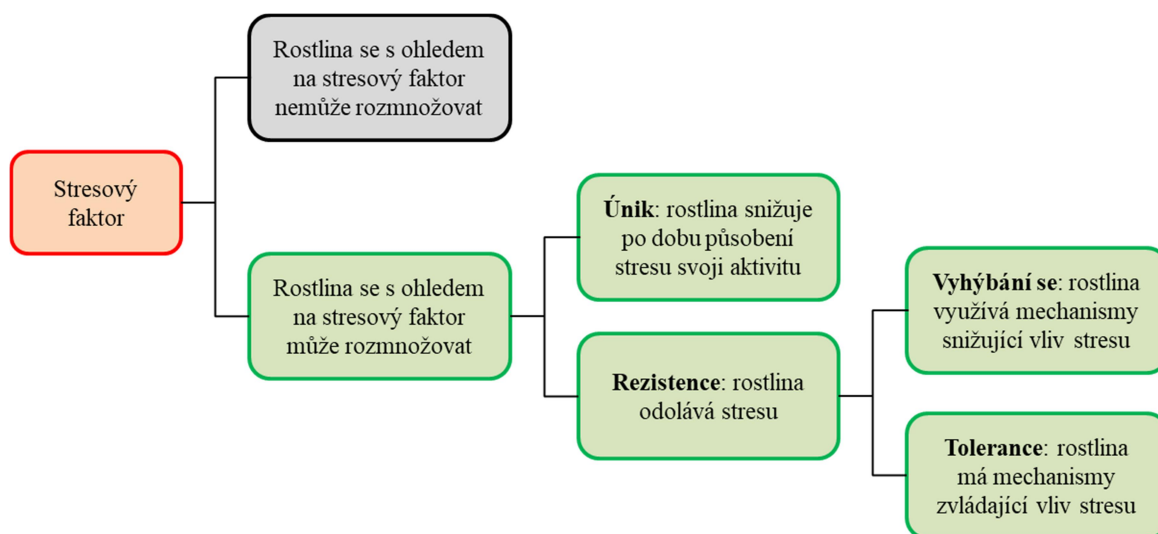 Rostlina se s ohledem
na stresový faktor
nemůže rozmnožovat
Stresový
faktor
Rostlina se s ohledem
na stresový faktor
může rozmnožovat
Únik: rostlina snižuje
po dobu působení
stresu svoji aktivitu
Rezistence: rostlina
odolává stresu
Vyhýbání se: rostlina
využívá mechanismy
snižující vliv stresu
Tolerance: rostlina
má mechanismy
zvládající vliv stresu